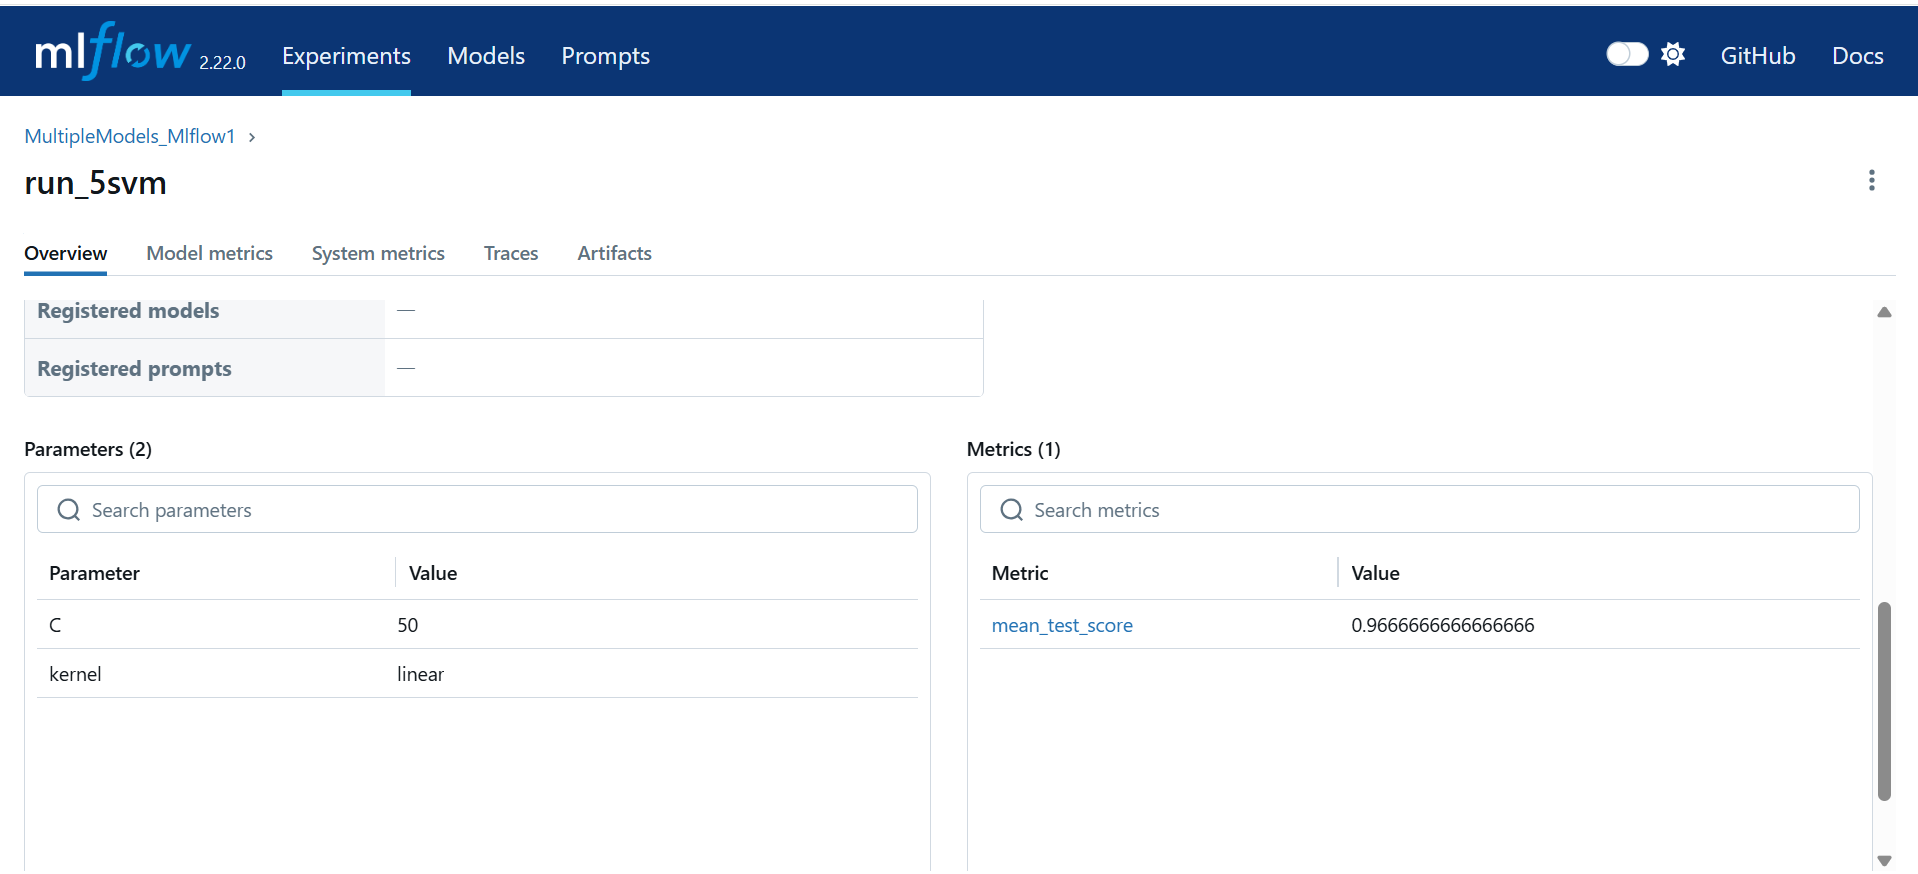 mlflow 2.22.0 Experiments Models Prompts GitHub Docs
MultipleModels_Mlflow1 ›
run_5svm
Overview Model metrics System metrics Traces Artifacts
Registered models —
Registered prompts —
Parameters (2) Metrics (1)
Search parameters Search metrics
Parameter Value Metric Value
C 50 mean_test_score 0.9666666666666666
kernel linear